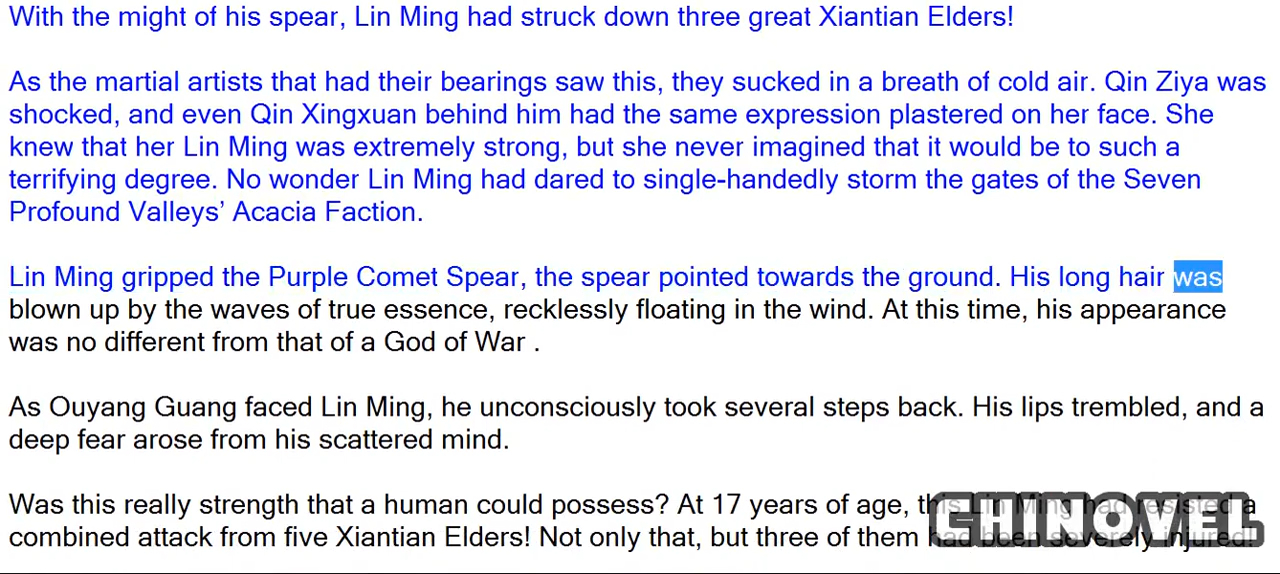 With the might of his spear, Lin Ming had struck down three great Xiantian Elders!
As the martial artists that had their bearings saw this, they sucked in a breath of cold air. Qin Ziya was
shocked, and even Qin Xingxuan behind him had the same expression plastered on her face. She
knew that her Lin Ming was extremely strong, but she never imagined that it would be to such a
terrifying degree. No wonder Lin Ming had dared to single-handedly storm the gates of the Seven
Profound Valleys’ Acacia Faction.
Lin Ming gripped the Purple Comet Spear, the spear pointed towards the ground. His long hair was
blown up by the waves of true essence, recklessly floating in the wind. At this time, his appearance
was no different from that of a God of War .
As Ouyang Guang faced Lin Ming, he unconsciously took several steps back. His lips trembled, and a
deep fear arose from his scattered mind.
Was this really strength that a human could possess? At 17 years of age, this Lin Ming had resisted a
combined attack from five Xiantian Elders! Not only that, but three of them had been severely injured!
CHINOVEL